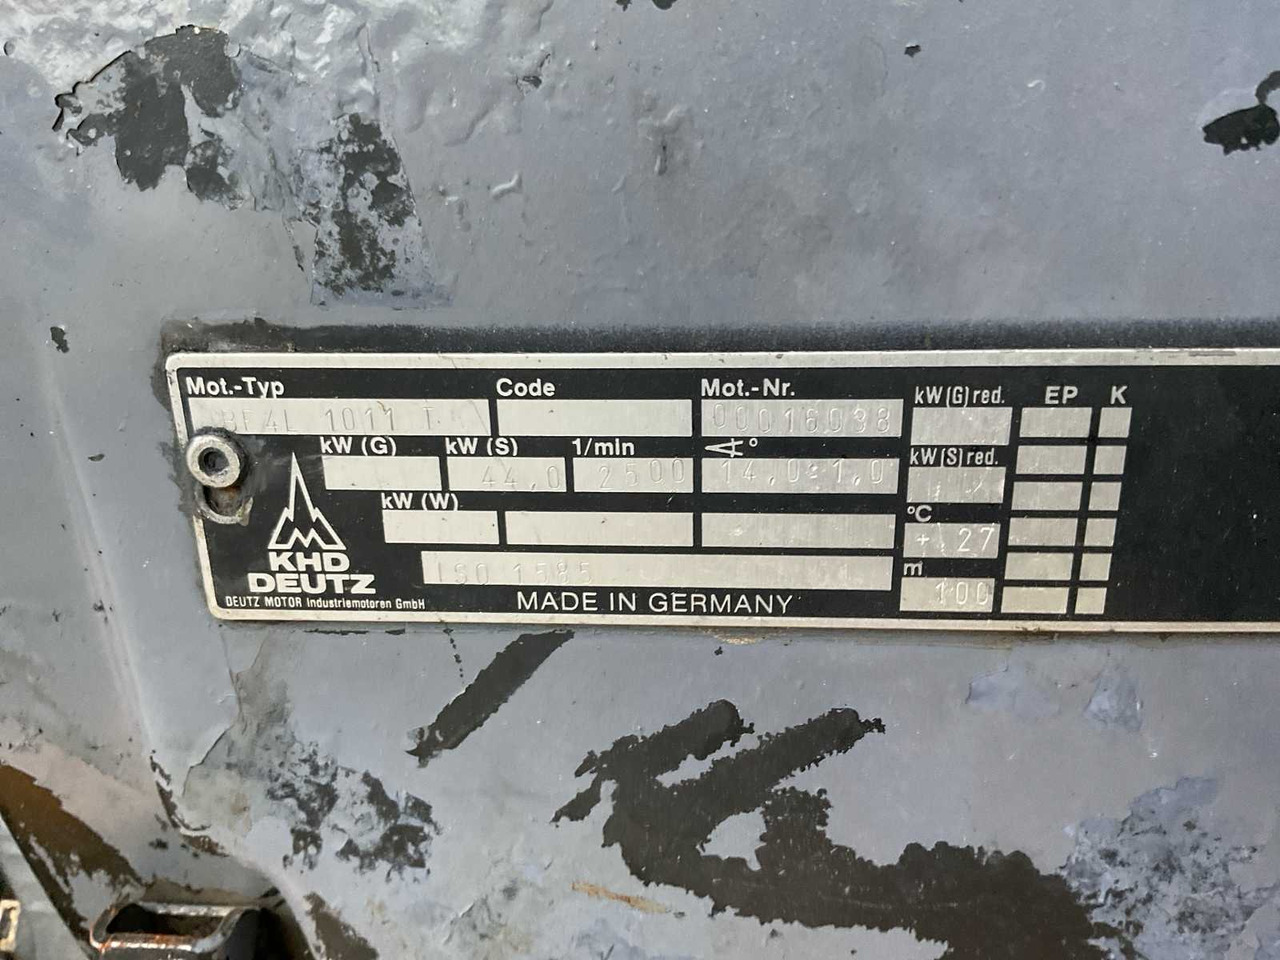 Mot.-Typ Code Mot.-Nr. kW(G)red. EP K
BF4L 1011 T 00016038
kW(G) kW(S) 1/min ∢° kW(S)red.
44,0 2500 14,0±1,0
kW(W) °C
+ 27
KHD
DEUTZ
m
ISO 1585 100
DEUTZ MOTOR Industriemotoren GmbH MADE IN GERMANY